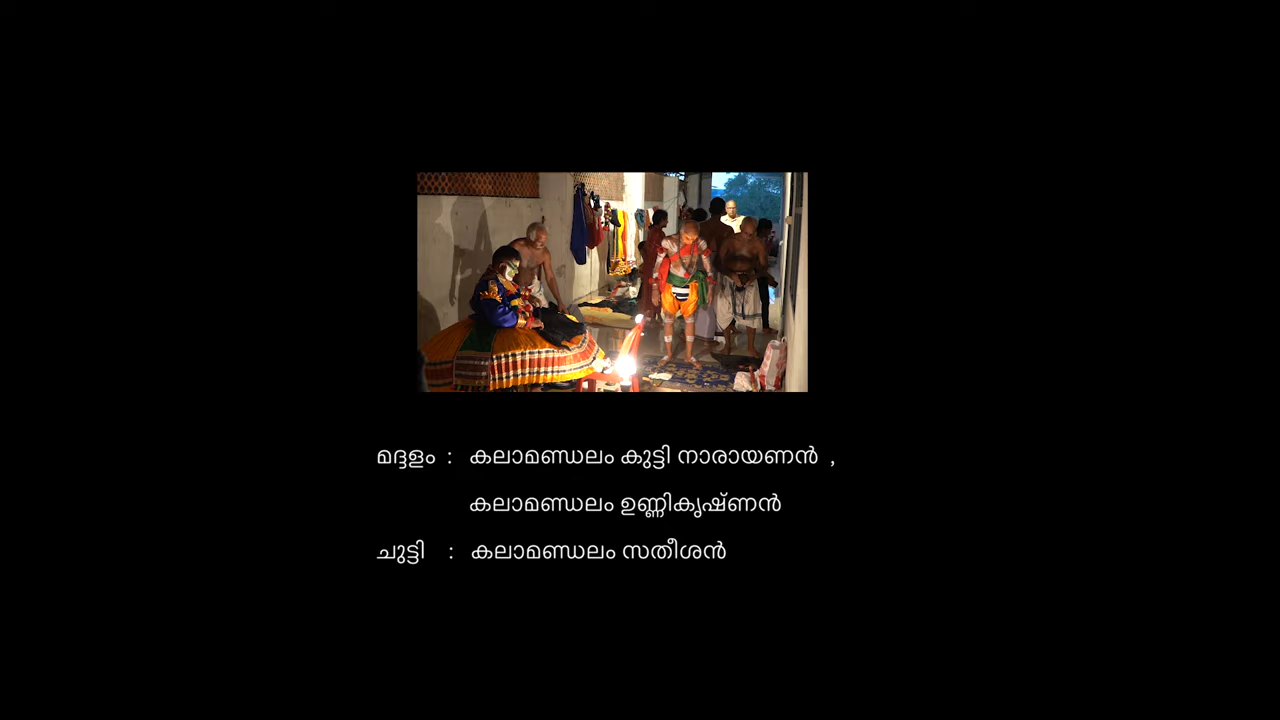 മദ്ദളം : കലാമണ്ഡലം കുട്ടി നാരായണൻ ,
കലാമണ്ഡലം ഉണ്ണികൃഷ്ണൻ
ചുട്ടി : കലാമണ്ഡലം സതീശൻ